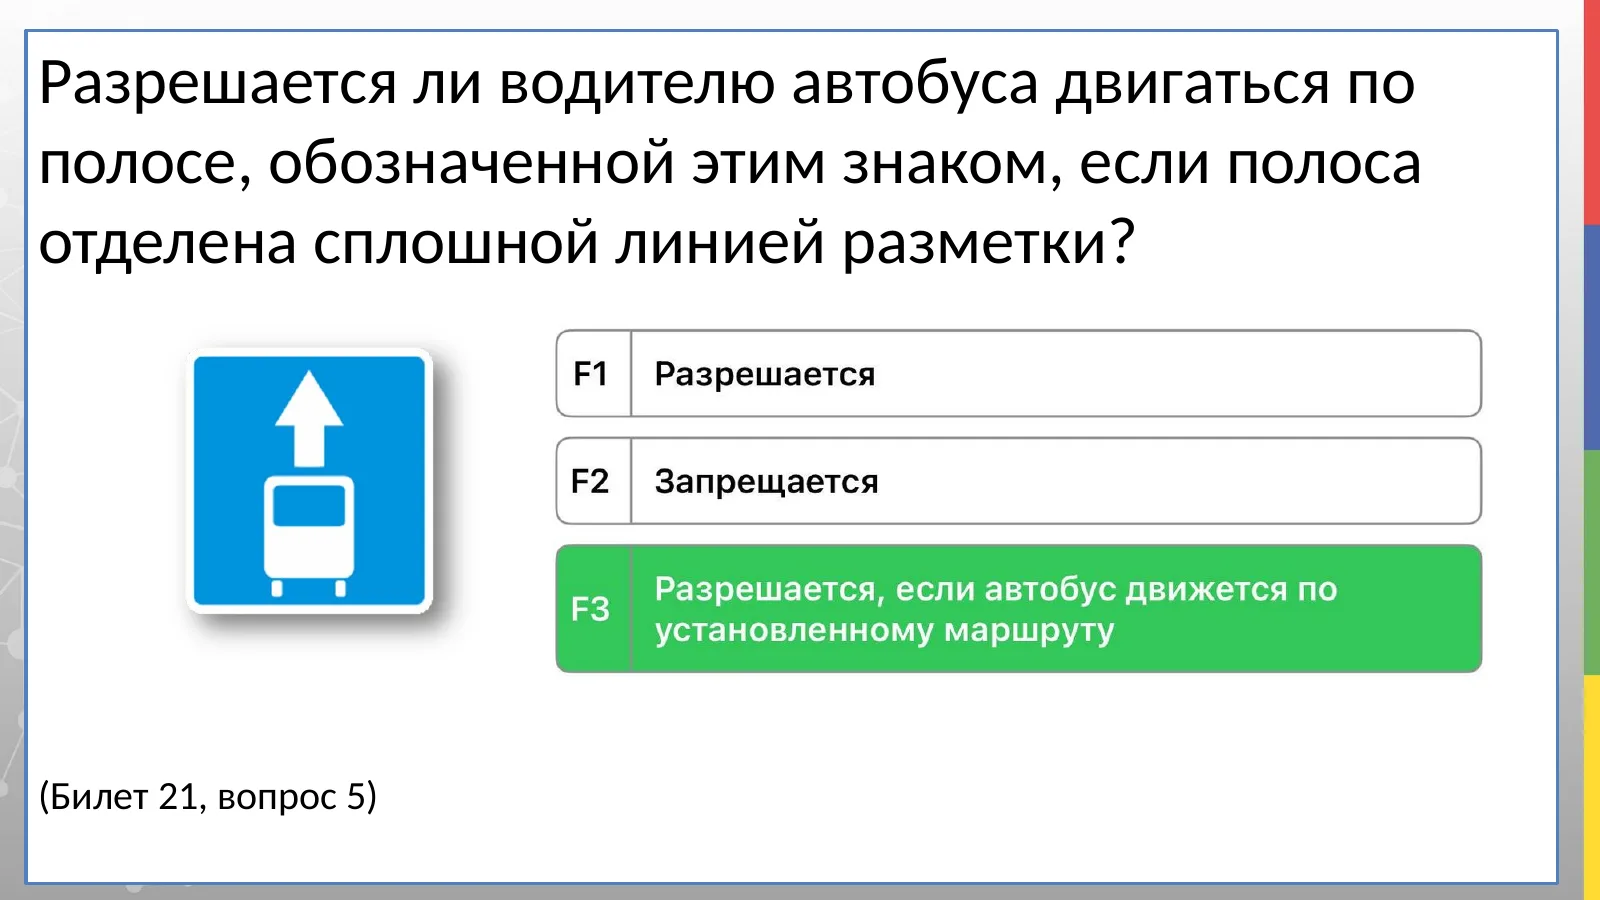 Разрешается ли водителю автобуса двигаться по
полосе, обозначенной этим знаком, если полоса
отделена сплошной линией разметки?
F1 Разрешается
F2 Запрещается
F3 Разрешается, если автобус движется по
установленному маршруту
(Билет 21, вопрос 5)